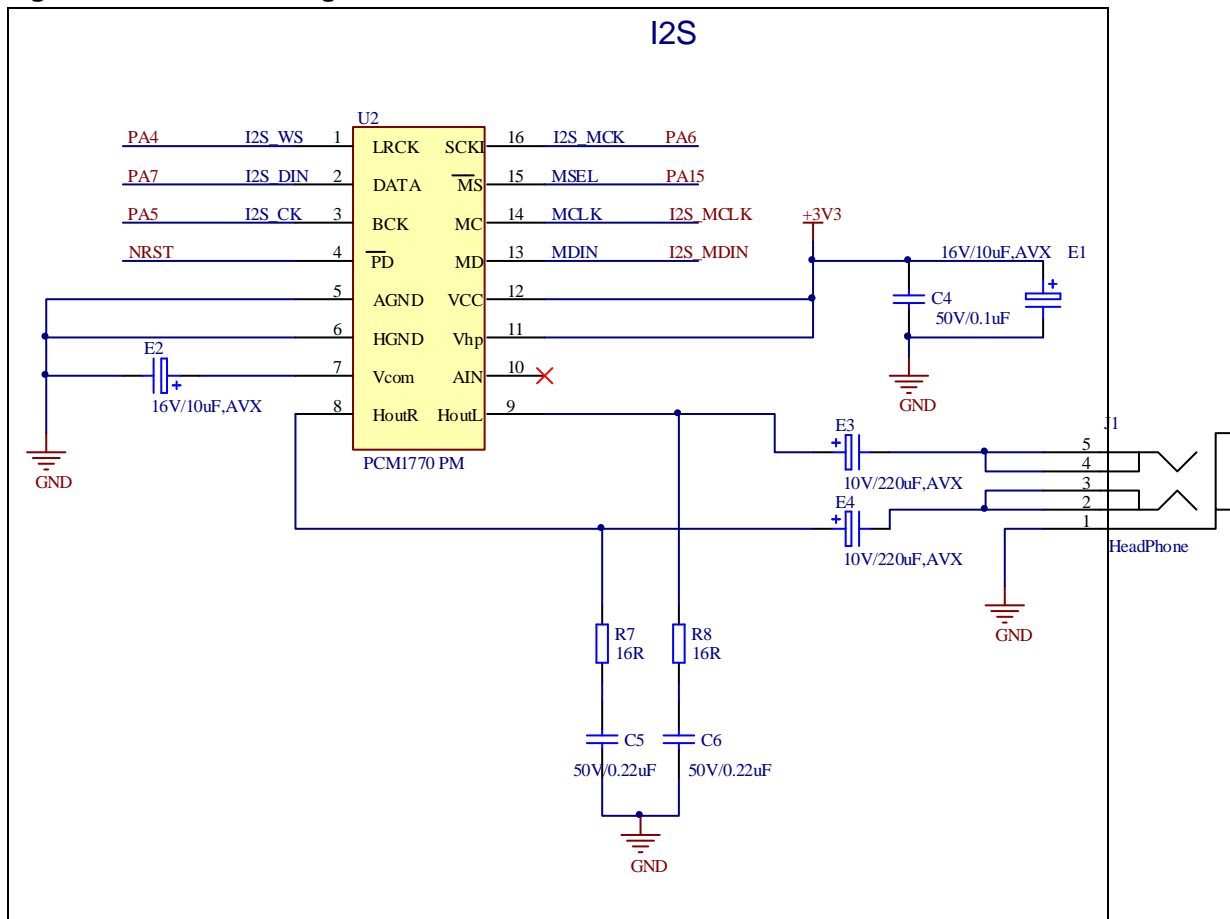 I2S
U2
PA4 I2S_WS 1 LRCK SCKI 16 I2S_MCK PA6
PA7 I2S_DIN 2 DATA MS 15 MSEL PA15
PA5 I2S_CK 3 BCK MC 14 MCLK I2S_MCLK
NRST 4 PD MD 13 MDIN I2S_MDIN
5 AGND VCC 12
6 HGND Vhp 11
7 Vcom AIN 10
8 HoutR HoutL 9
PCM1770 PM
E2
16V/10uF,AVX
GND
+3V3
16V/10uF,AVX E1
C4
50V/0.1uF
GND
J1
E3
10V/220uF,AVX
E4
10V/220uF,AVX
5
4
3
2
1
HeadPhone
GND
R7
16R
R8
16R
C5
50V/0.22uF
C6
50V/0.22uF
GND